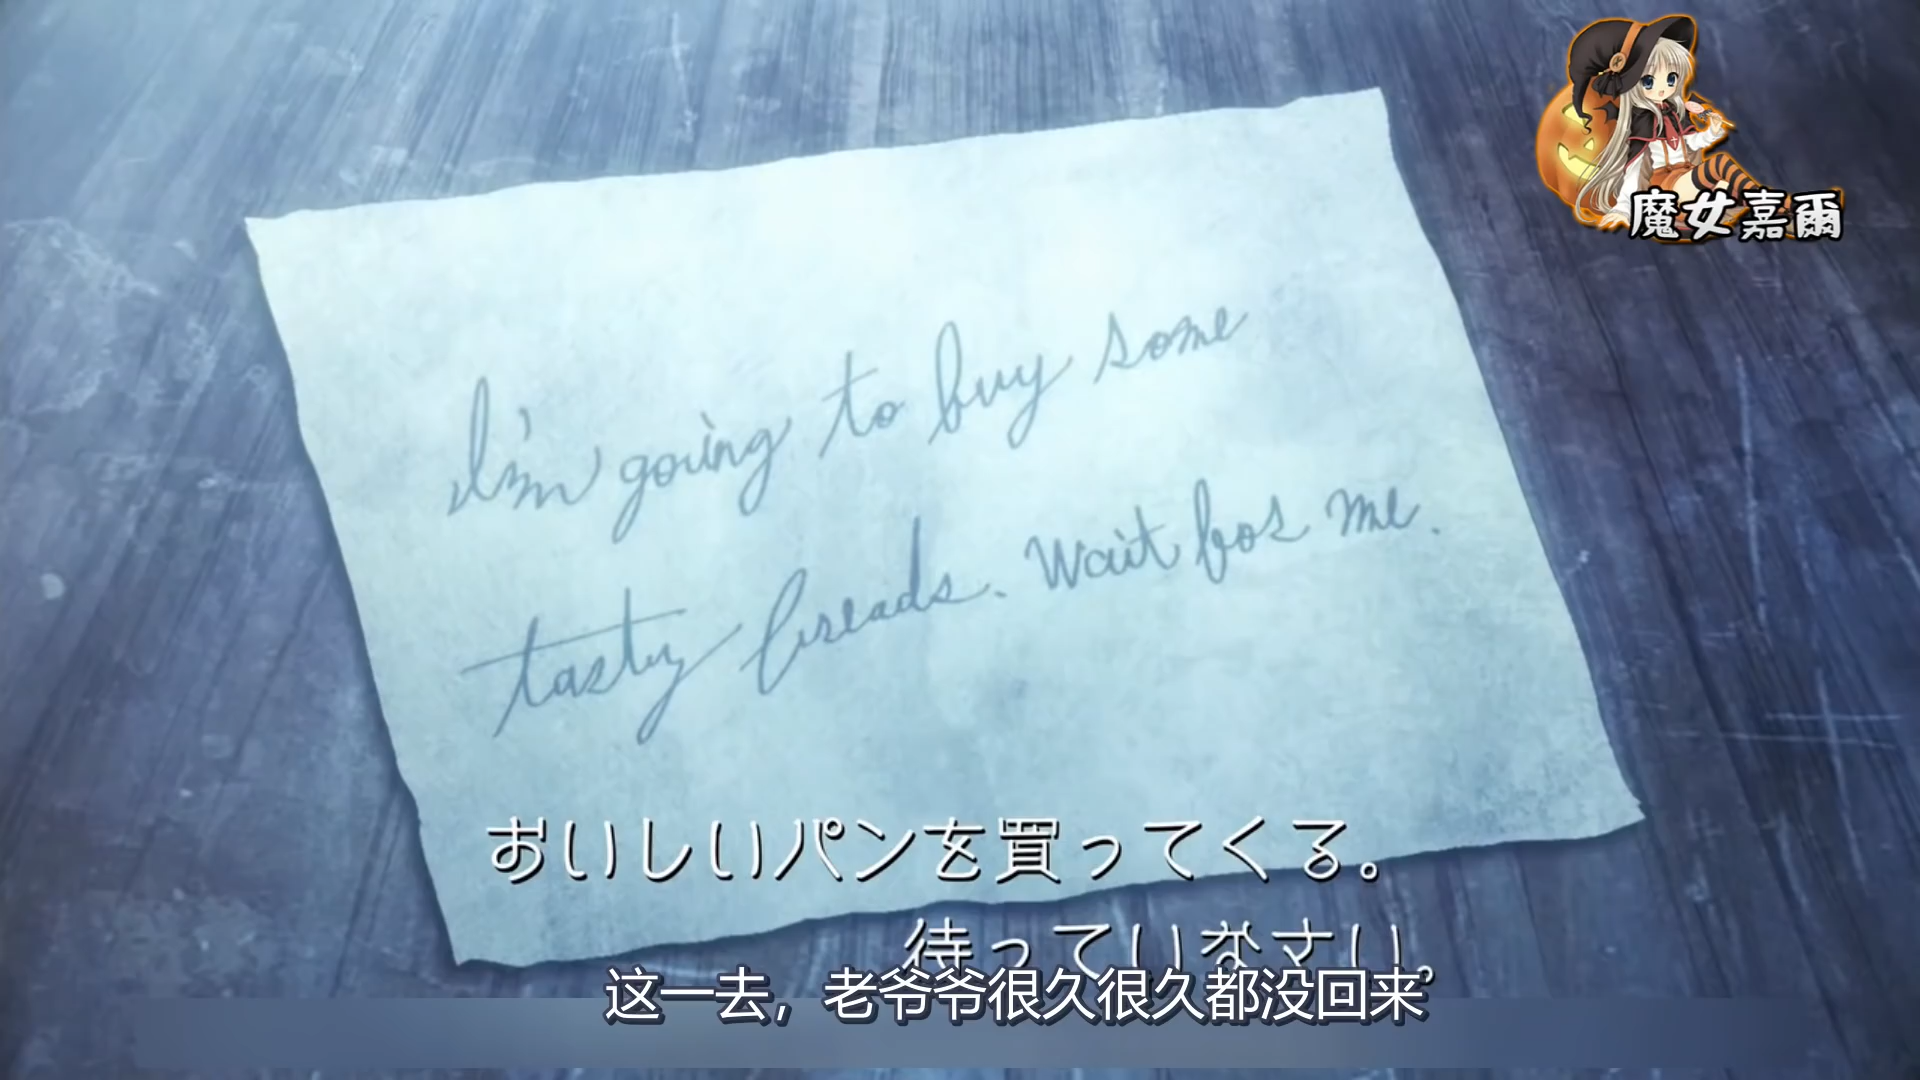 魔女嘉爾
I'm going to buy some
tasty breads. Wait for me.
おいしいパンを買ってくる。
待っていなさい。
这一去，老爷爷很久很久都没回来